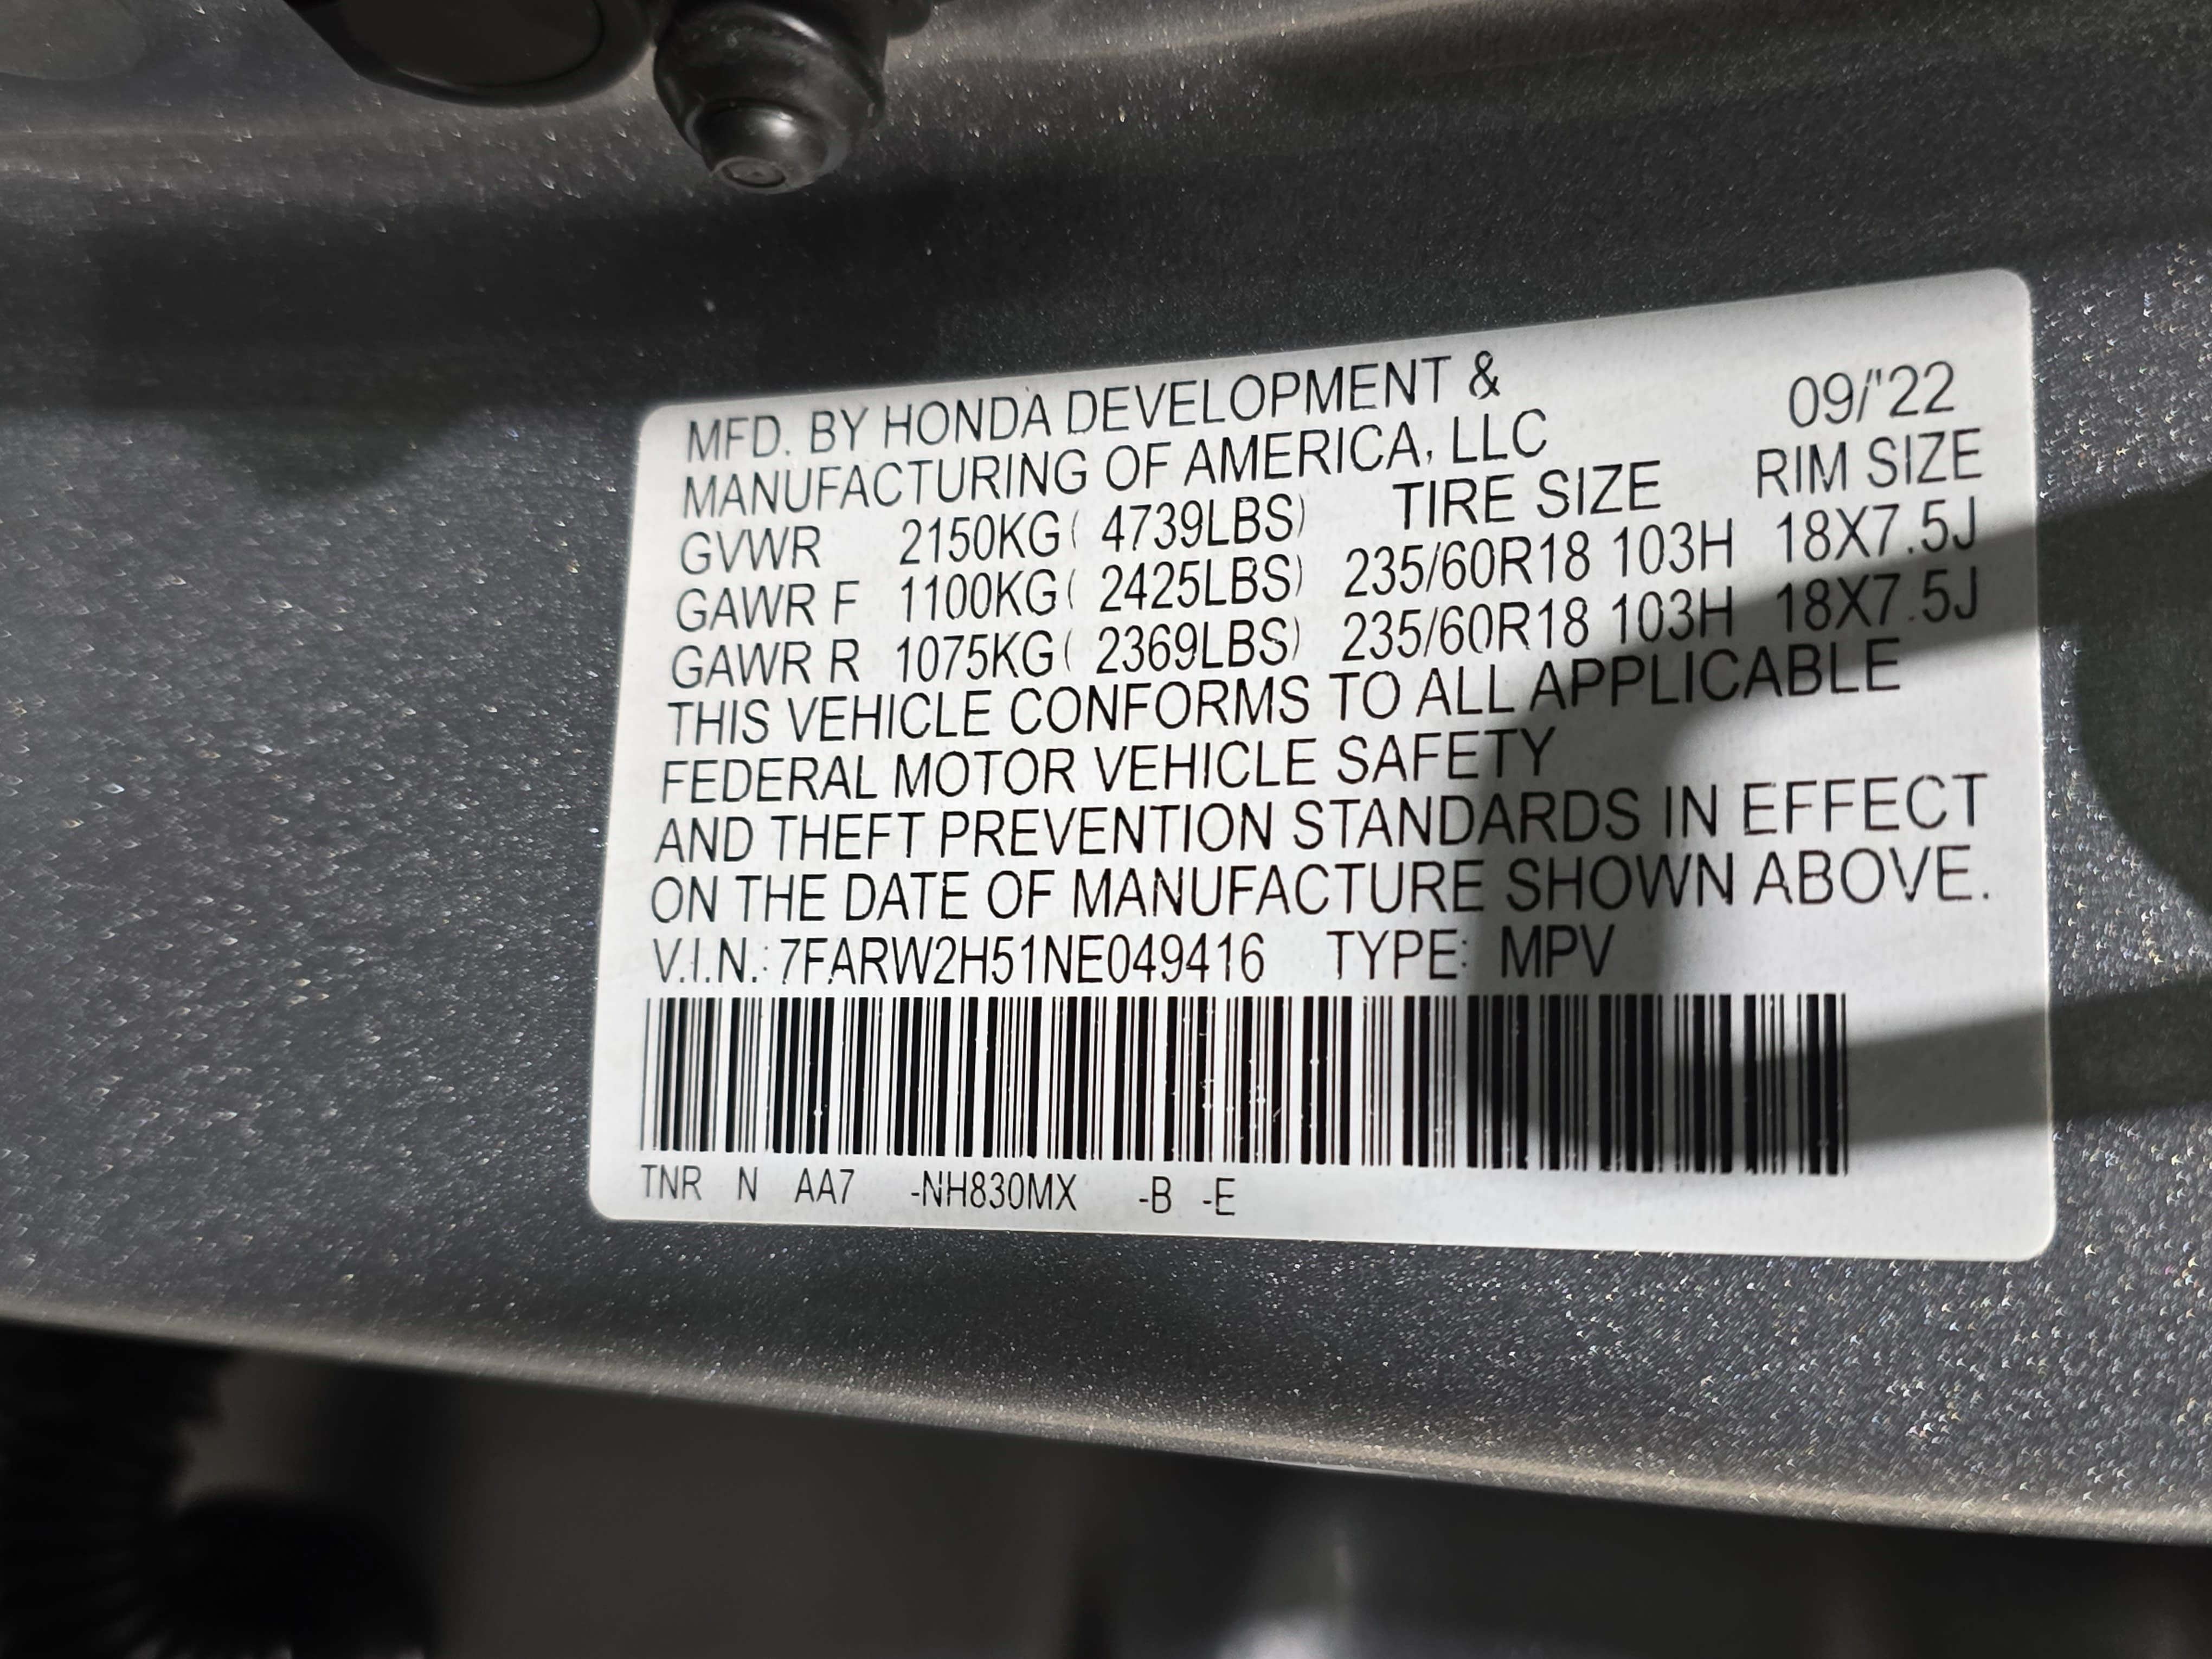 MFD. BY HONDA DEVELOPMENT &
MANUFACTURING OF AMERICA, LLC 09/'22
GVWR 2150KG( 4739LBS) TIRE SIZE RIM SIZE
GAWR F 1100KG( 2425LBS) 235/60R18 103H 18X7.5J
GAWR R 1075KG( 2369LBS) 235/60R18 103H 18X7.5J
THIS VEHICLE CONFORMS TO ALL APPLICABLE
FEDERAL MOTOR VEHICLE SAFETY
AND THEFT PREVENTION STANDARDS IN EFFECT
ON THE DATE OF MANUFACTURE SHOWN ABOVE.
V.I.N.: 7FARW2H51NE049416 TYPE: MPV
TNR N AA7 -NH830MX -B -E